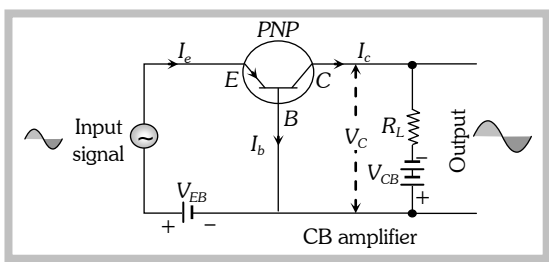 PNP
I_e
I_c
E
C
B
Input
signal
~
I_b
V_C
R_L
V_CB
−
+
Output
V_EB
+
−
CB amplifier